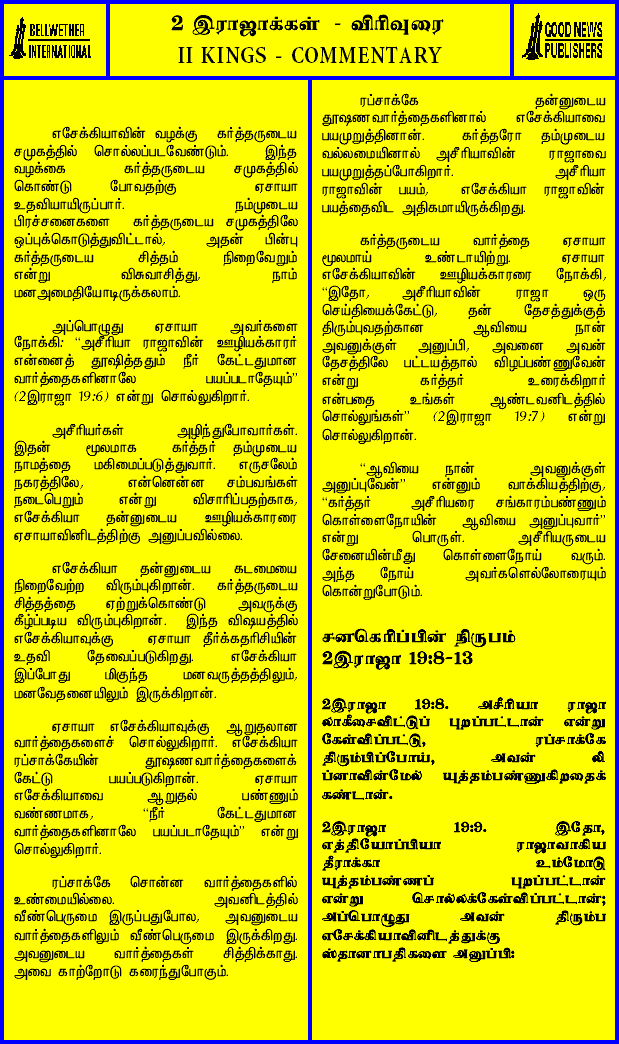 BELLWETHER
INTERNATIONAL
2 இராஜாக்கள் - விரிவுரை
II KINGS - COMMENTARY
GOOD NEWS
PUBLISHERS
எசேக்கியாவின் வழக்கு கர்த்தருடைய
சமுகத்தில் சொல்லப்படவேண்டும். இந்த
வழக்கை கர்த்தருடைய சமுகத்தில்
கொண்டு போவதற்கு ஏசாயா
உதவியாயிருப்பார். நம்முடைய
பிரச்சனைகளை கர்த்தருடைய சமுகத்திலே
ஒப்புக்கொடுத்துவிட்டால், அதன் பின்பு
கர்த்தருடைய சித்தம் நிறைவேறும்
என்று விசுவாசித்து, நாம்
மனஅமைதியோடிருக்கலாம்.
அப்பொழுது ஏசாயா அவர்களை
நோக்கி: “அசீரியா ராஜாவின் ஊழியக்காரர்
என்னைத் தூஷித்ததும் நீர் கேட்டதுமான
வார்த்தைகளினாலே பயப்படாதேயும்”
(2இராஜா 19:6) என்று சொல்லுகிறார்.
அசீரியர்கள் அழிந்துபோவார்கள்.
இதன் மூலமாக கர்த்தர் தம்முடைய
நாமத்தை மகிமைப்படுத்துவார். எருசலேம்
நகரத்திலே, என்னென்ன சம்பவங்கள்
நடைபெறும் என்று விசாரிப்பதற்காக,
எசேக்கியா தன்னுடைய ஊழியக்காரரை
ஏசாயாவினிடத்திற்கு அனுப்பவில்லை.
எசேக்கியா தன்னுடைய கடமையை
நிறைவேற்ற விரும்புகிறான். கர்த்தருடைய
சித்தத்தை ஏற்றுக்கொண்டு அவருக்கு
கீழ்ப்படிய விரும்புகிறான். இந்த விஷயத்தில்
எசேக்கியாவுக்கு ஏசாயா தீர்க்கதரிசியின்
உதவி தேவைப்படுகிறது. எசேக்கியா
இப்போது மிகுந்த மனவருத்தத்திலும்,
மனவேதனையிலும் இருக்கிறான்.
ஏசாயா எசேக்கியாவுக்கு ஆறுதலான
வார்த்தைகளைச் சொல்லுகிறார். எசேக்கியா
ரப்சாக்கேயின் தூஷணவார்த்தைகளைக்
கேட்டு பயப்படுகிறான். ஏசாயா
எசேக்கியாவை ஆறுதல் பண்ணும்
வண்ணமாக, “நீர் கேட்டதுமான
வார்த்தைகளினாலே பயப்படாதேயும்” என்று
சொல்லுகிறார்.
ரப்சாக்கே சொன்ன வார்த்தைகளில்
உண்மையில்லை. அவனிடத்தில்
வீண்பெருமை இருப்பதுபோல, அவனுடைய
வார்த்தைகளிலும் வீண்பெருமை இருக்கிறது.
அவனுடைய வார்த்தைகள் சித்திக்காது.
அவை காற்றோடு கரைந்துபோகும்.
ரப்சாக்கே தன்னுடைய
தூஷணவார்த்தைகளினால் எசேக்கியாவை
பயமுறுத்தினான். கர்த்தரோ தம்முடைய
வல்லமையினால் அசீரியாவின் ராஜாவை
பயமுறுத்தப்போகிறார். அசீரியா
ராஜாவின் பயம், எசேக்கியா ராஜாவின்
பயத்தைவிட அதிகமாயிருக்கிறது.
கர்த்தருடைய வார்த்தை ஏசாயா
மூலமாய் உண்டாயிற்று. ஏசாயா
எசேக்கியாவின் ஊழியக்காரரை நோக்கி,
“இதோ, அசீரியாவின் ராஜா ஒரு
செய்தியைக்கேட்டு, தன் தேசத்துக்குத்
திரும்புவதற்கான ஆவியை நான்
அவனுக்குள் அனுப்பி, அவனை அவன்
தேசத்திலே பட்டயத்தால் விழப்பண்ணுவேன்
என்று கர்த்தர் உரைக்கிறார்
என்பதை உங்கள் ஆண்டவனிடத்தில்
சொல்லுங்கள்” (2இராஜா 19:7) என்று
சொல்லுகிறான்.
“ஆவியை நான் அவனுக்குள்
அனுப்புவேன்” என்னும் வாக்கியத்திற்கு,
“கர்த்தர் அசீரியரை சங்காரம்பண்ணும்
கொள்ளைநோயின் ஆவியை அனுப்புவார்”
என்று பொருள். அசீரியருடைய
சேனையின்மீது கொள்ளைநோய் வரும்.
அந்த நோய் அவர்களெல்லோரையும்
கொன்றுபோடும்.
சனகெரிப்பின் நிருபம்
2இராஜா 19:8-13
2இராஜா 19:8. அசீரியா ராஜா
லாகீசைவிட்டுப் புறப்பட்டான் என்று
கேள்விப்பட்டு, ரப்சாக்கே
திரும்பிப்போய், அவன் லி
ப்னாவின்மேல் யுத்தம்பண்ணுகிறதைக்
கண்டான்.
2இராஜா 19:9. இதோ,
எத்தியோப்பியா ராஜாவாகிய
தீராக்கா உம்மோடு
யுத்தம்பண்ணப் புறப்பட்டான்
என்று சொல்லக்கேள்விப்பட்டான்;
அப்பொழுது அவன் திரும்ப
எசேக்கியாவினிடத்துக்கு
ஸ்தானாபதிகளை அனுப்பி: